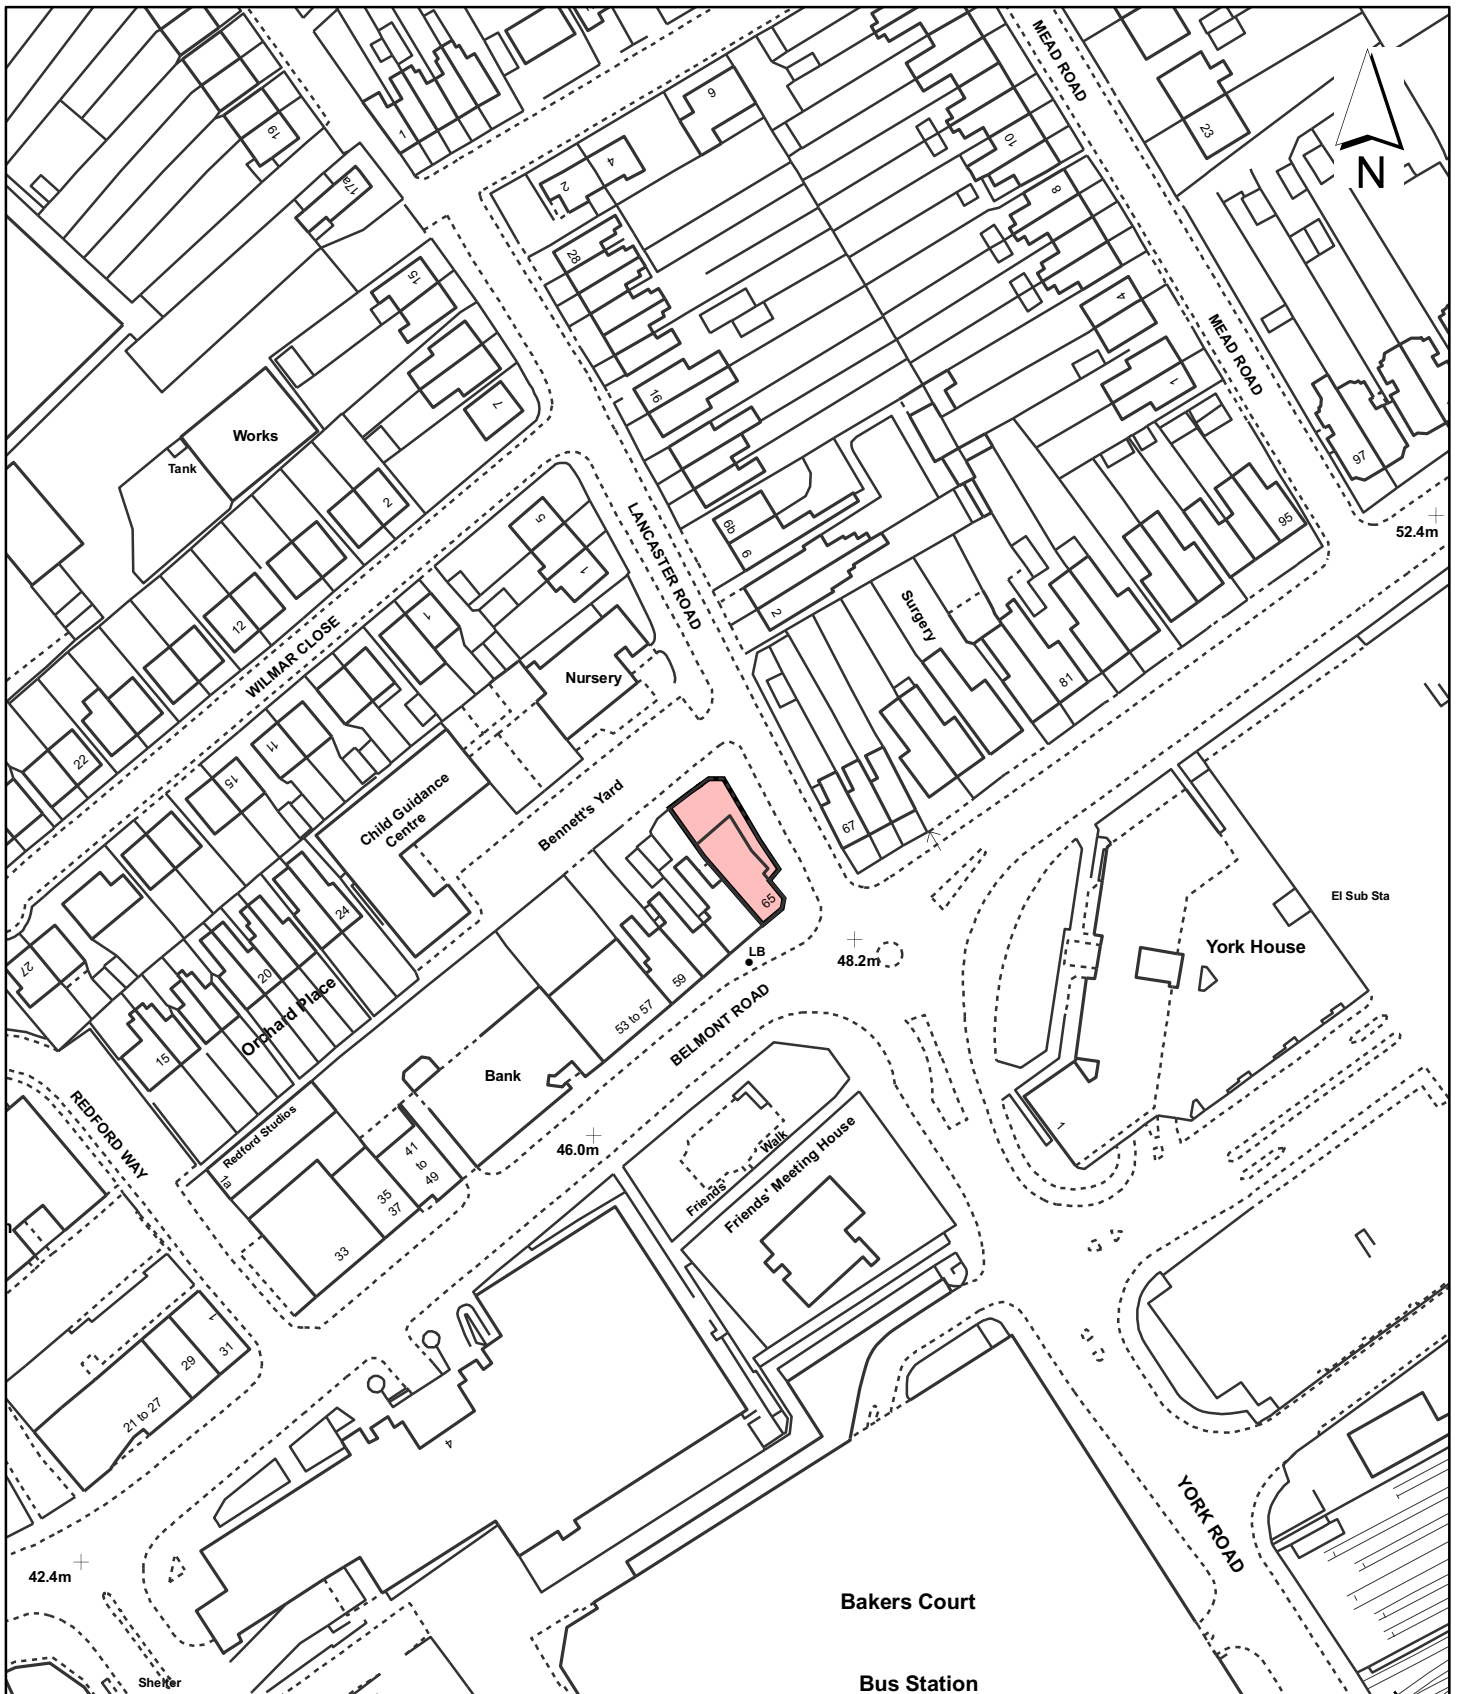 MEAD ROAD
N
19
1
6
10
23
17a
2
4
8
28
15
4
MEAD ROAD
1
16
7
Works
Tank
2
97
LANCASTER ROAD
5
6b
6
95
52.4m
1
12
1
2
Surgery
WILMAR CLOSE
Nursery
81
22
11
15
Child Guidance
Centre
Bennett's Yard
67
65
24
El Sub Sta
York House
LB
48.2m
27
20
Orchard Place
59
53 to 57
BELMONT ROAD
15
Bank
REDFORD WAY
Redford Studios
1
46.0m
Walk
Friends'
Friends' Meeting House
1a
41
to
49
35
37
33
1
31
29
21 to 27
4
YORK ROAD
42.4m
Bakers Court
Shelter
Bus Station